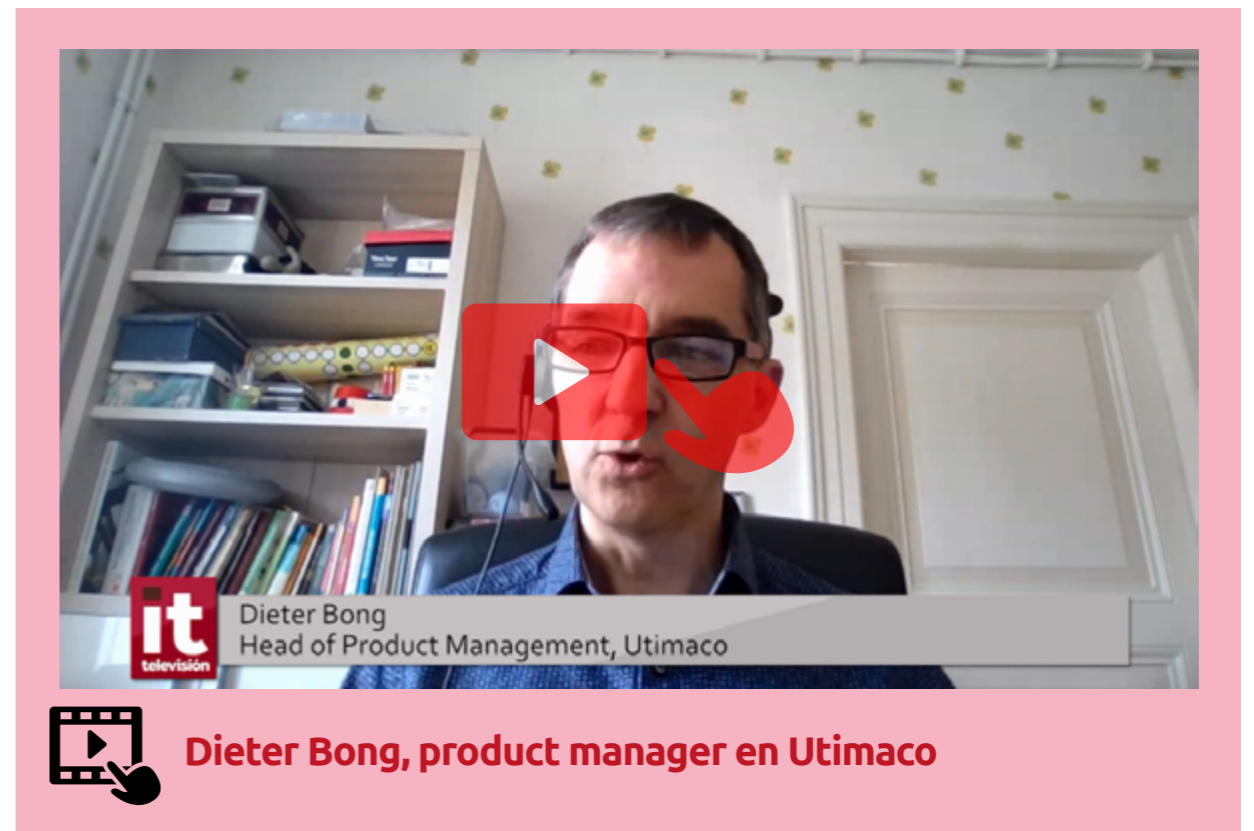 Dieter Bong
Head of Product Management, Utimaco
it
televisión
Dieter Bong, product manager en Utimaco